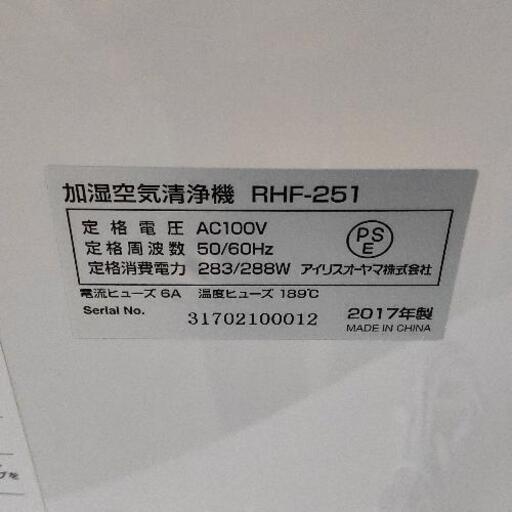 加湿空気清浄機 RHF-251
定格電圧 AC100V
定格周波数 50/60Hz
定格消費電力 283/288W
PS
E
アイリスオーヤマ株式会社
電流ヒューズ 6A 温度ヒューズ 189℃
Serial No. 31702100012
2017年製
MADE IN CHINA